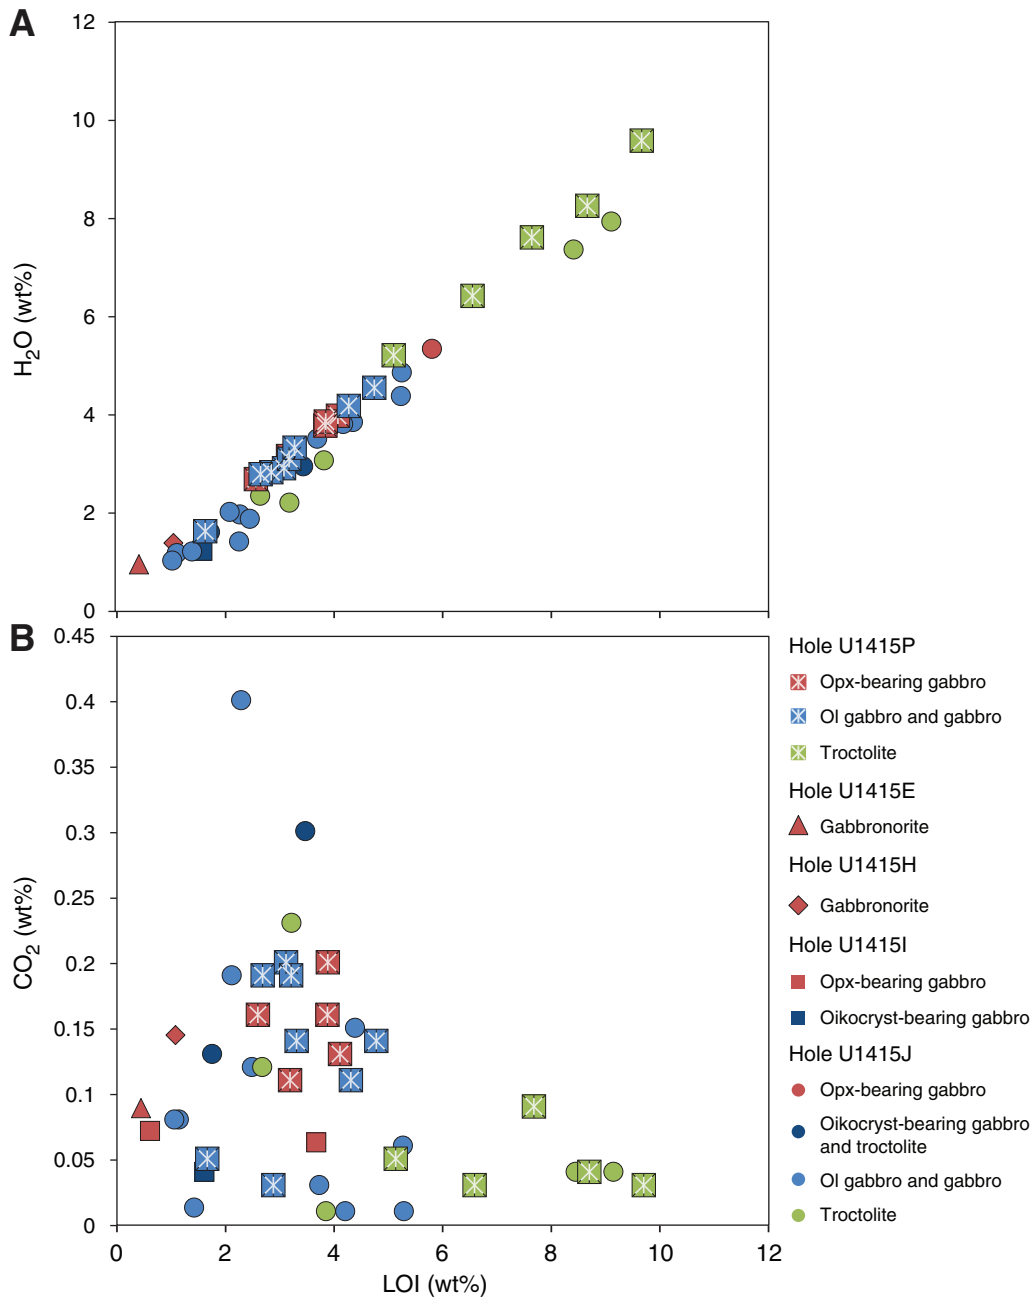 A
12
10
8
6
4
2
0
H2O (wt%)
B
0.45
0.4
0.35
0.3
0.25
0.2
0.15
0.1
0.05
0
CO2 (wt%)
0 2 4 6 8 10 12
LOI (wt%)
Hole U1415P
Opx-bearing gabbro
Ol gabbro and gabbro
Troctolite
Hole U1415E
Gabbronorite
Hole U1415H
Gabbronorite
Hole U1415I
Opx-bearing gabbro
Oikocryst-bearing gabbro
Hole U1415J
Opx-bearing gabbro
Oikocryst-bearing gabbro
and troctolite
Ol gabbro and gabbro
Troctolite